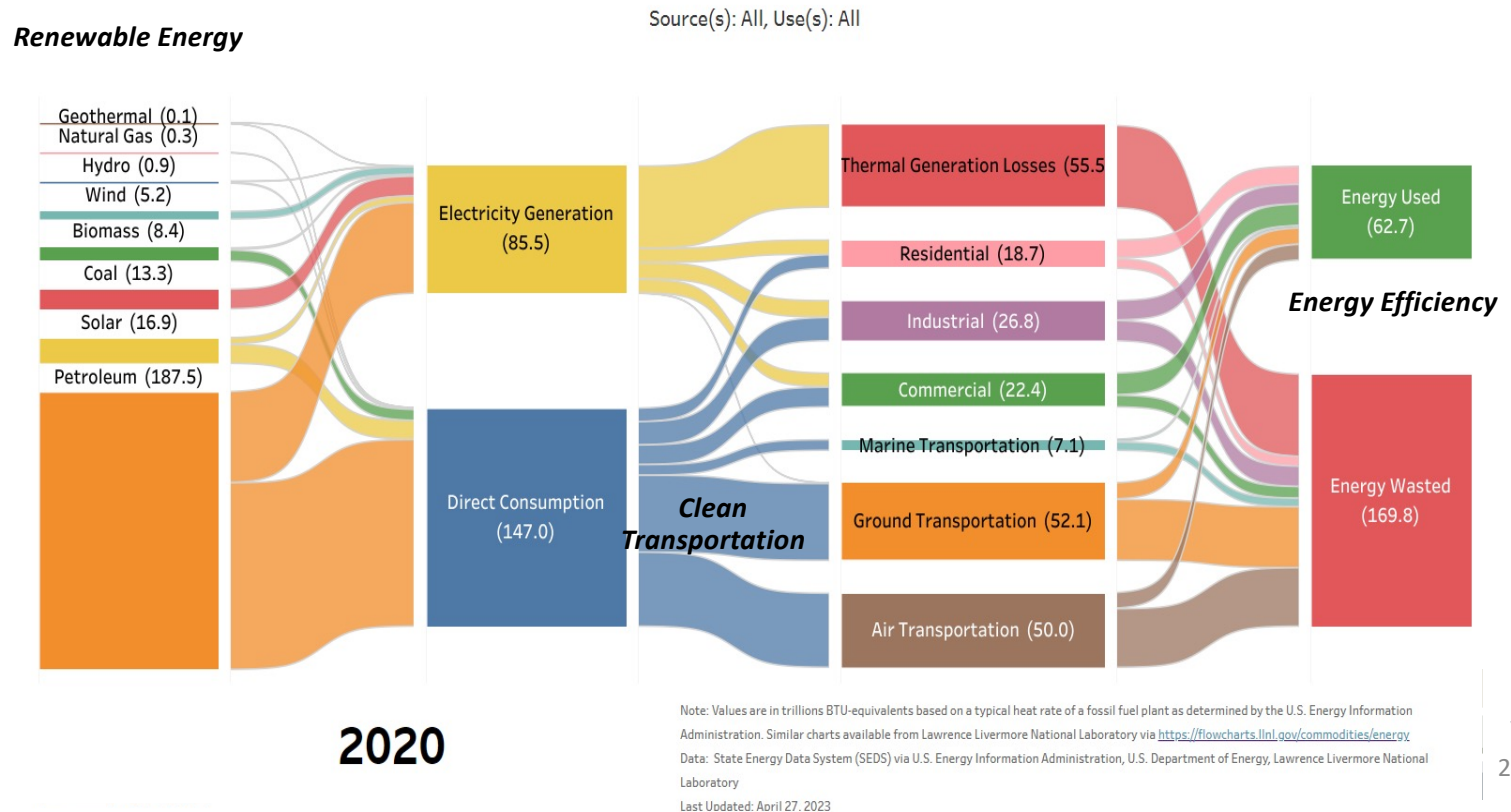 Source(s): All, Use(s): All
Renewable Energy
Geothermal (0.1)
Natural Gas (0.3)
Hydro (0.9)
Wind (5.2)
Biomass (8.4)
Coal (13.3)
Solar (16.9)
Petroleum (187.5)
Electricity Generation
(85.5)
Direct Consumption
(147.0)
Clean
Transportation
Thermal Generation Losses (55.5
Residential (18.7)
Industrial (26.8)
Commercial (22.4)
Marine Transportation (7.1)
Ground Transportation (52.1)
Air Transportation (50.0)
Energy Used
(62.7)
Energy Efficiency
Energy Wasted
(169.8)
2020
Note: Values are in trillions BTU-equivalents based on a typical heat rate of a fossil fuel plant as determined by the U.S. Energy Information
Administration. Similar charts available from Lawrence Livermore National Laboratory via https://flowcharts.llnl.gov/commodities/energy
Data: State Energy Data System (SEDS) via U.S. Energy Information Administration, U.S. Department of Energy, Lawrence Livermore National
Laboratory
Last Updated: April 27, 2023
2